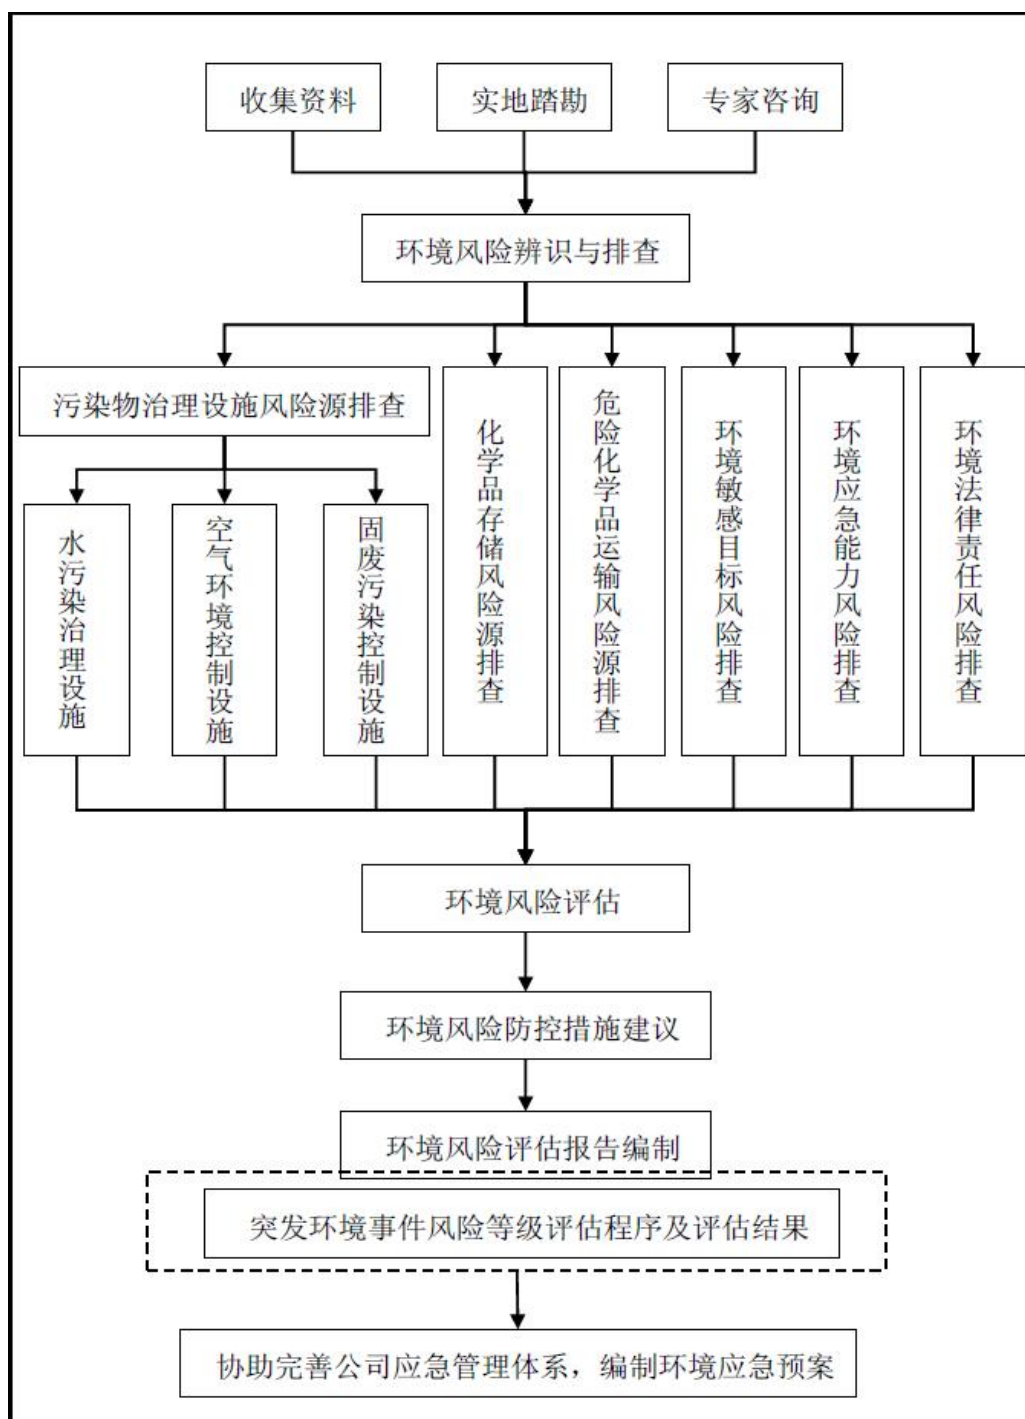 收集资料
实地踏勘
专家咨询
环境风险辨识与排查
污染物治理设施风险源排查
水污染治理设施
空气环境控制设施
固废污染控制设施
化学品存储风险源排查
危险化学品运输风险源排查
环境敏感目标风险排查
环境应急能力风险排查
环境法律责任风险排查
环境风险评估
环境风险防控措施建议
环境风险评估报告编制
突发环境事件风险等级评估程序及评估结果
协助完善公司应急管理体系，编制环境应急预案